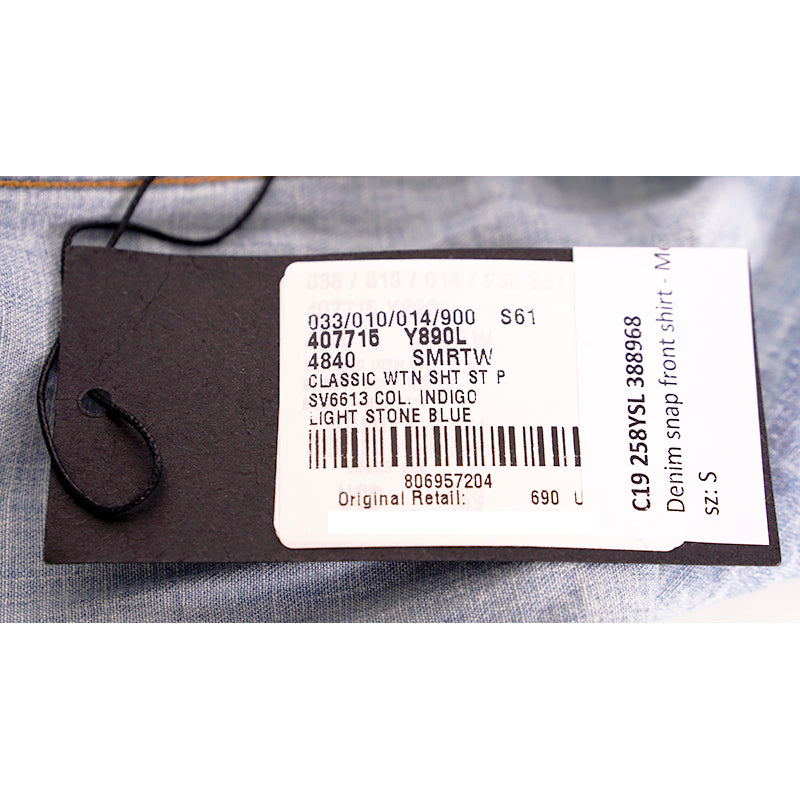 033/010/014/900 S61
407715 Y890L
4840 SMRTW
CLASSIC WTN SHT ST P
SV6613 COL. INDIGO
LIGHT STONE BLUE
806957204
Original Retail: 690 U
C19 258YSL 388968
Denim snap front shirt - Me
sz: S